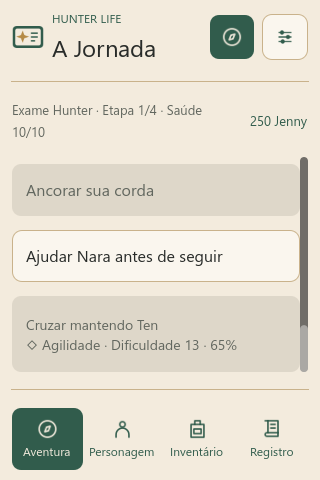 HUNTER LIFE
A Jornada
Exame Hunter · Etapa 1/4 · Saúde
10/10
250 Jenny
Ancorar sua corda
Ajudar Nara antes de seguir
Cruzar mantendo Ten
◇ Agilidade · Dificuldade 13 · 65%
Aventura
Personagem
Inventário
Registro